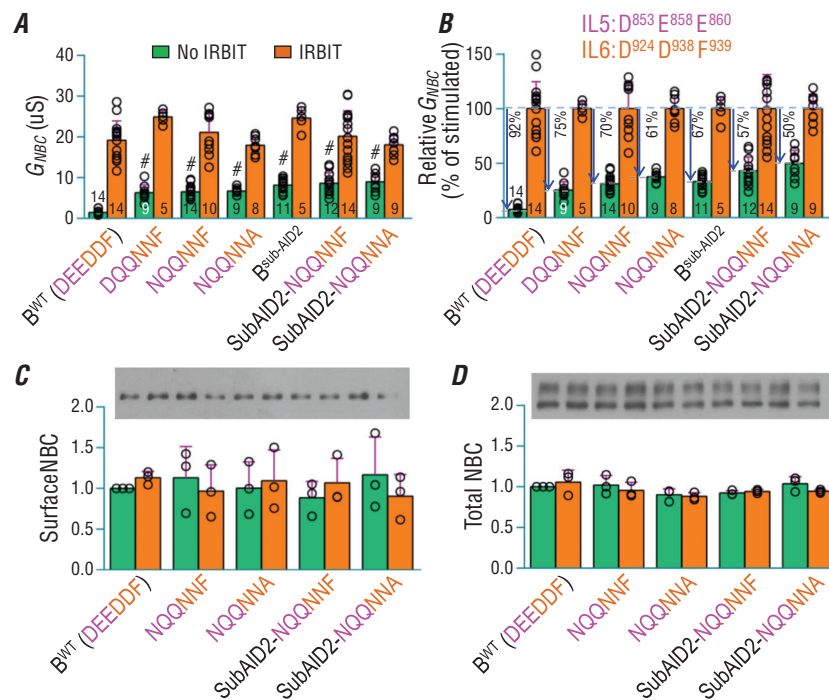 A
No IRBIT
IRBIT
G_NBC (uS)
40
30
20
10
0
14
14
#
9
5
#
14
10
#
9
8
#
11
5
#
12
14
#
9
9
B^WT (DEEDDF)
DQQNNF
NQQNNF
NQQNNA
B^sub-AID2
SubAID2-NQQNNF
SubAID2-NQQNNA
B
IL5: D^853 E^858 E^860
IL6: D^924 D^938 F^939
Relative G_NBC
(% of stimulated)
150
100
50
0
92%
75%
70%
61%
67%
57%
50%
14
14
9
5
14
10
9
8
11
5
12
14
9
9
B^WT (DEEDDF)
DQQNNF
NQQNNF
NQQNNA
B^sub-AID2
SubAID2-NQQNNF
SubAID2-NQQNNA
C
SurfaceNBC
2.0
1.5
1.0
0.5
0.0
B^WT (DEEDDF)
NQQNNF
NQQNNA
SubAID2-NQQNNF
SubAID2-NQQNNA
D
Total NBC
2.0
1.5
1.0
0.5
0.0
B^WT (DEEDDF)
NQQNNF
NQQNNA
SubAID2-NQQNNF
SubAID2-NQQNNA